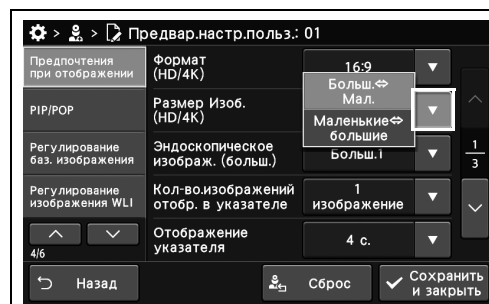 > > Предвар.настр.польз.: 01
Предпочтения
при отображении
PIP/POP
Регулирование
баз. изображения
Регулирование
изображения WLI
4/6
Формат
(HD/4K)
16:9
Размер Изоб.
(HD/4K)
Больш.⇔
Мал.
Маленькие⇔
большие
Эндоскопическое
изображ. (больш.)
Больш.1
Кол-во.изображений
отобр. в указателе
1
изображение
Отображение
указателя
4 с.
1
3
Назад
Сброс
Сохранить
и закрыть